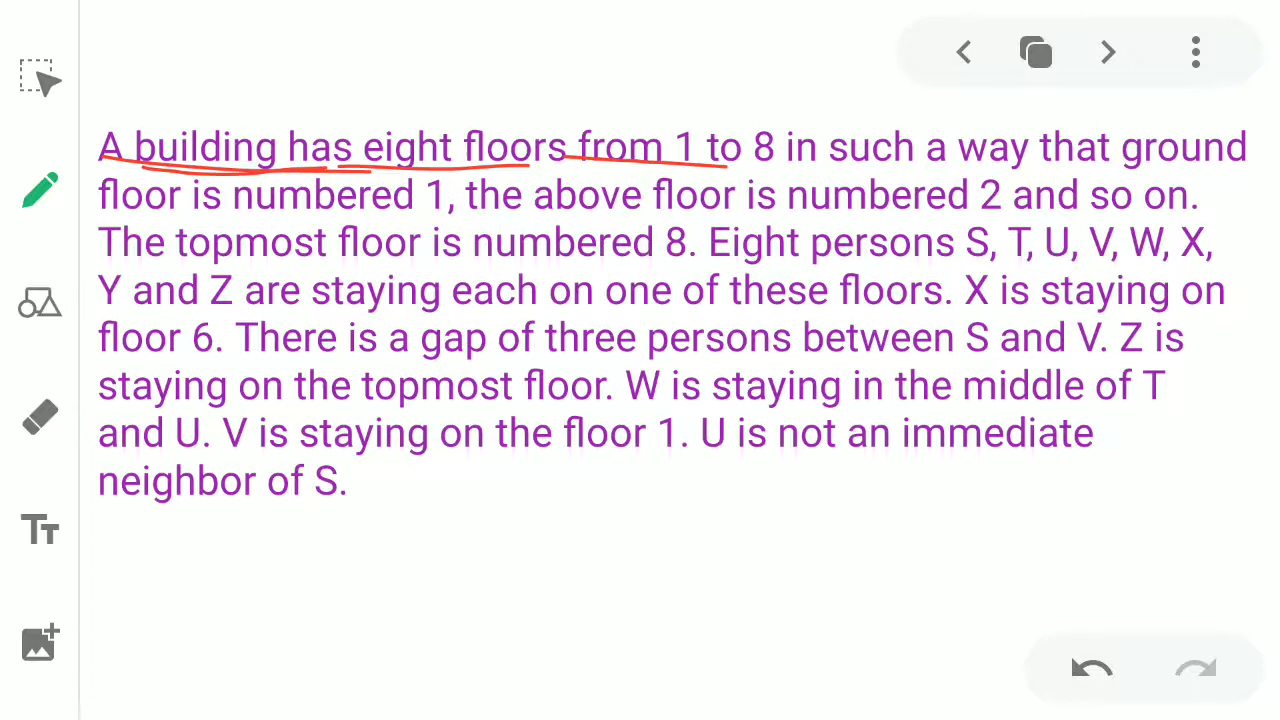 A building has eight floors from 1 to 8 in such a way that ground
floor is numbered 1, the above floor is numbered 2 and so on.
The topmost floor is numbered 8. Eight persons S, T, U, V, W, X,
Y and Z are staying each on one of these floors. X is staying on
floor 6. There is a gap of three persons between S and V. Z is
staying on the topmost floor. W is staying in the middle of T
and U. V is staying on the floor 1. U is not an immediate
neighbor of S.
TT